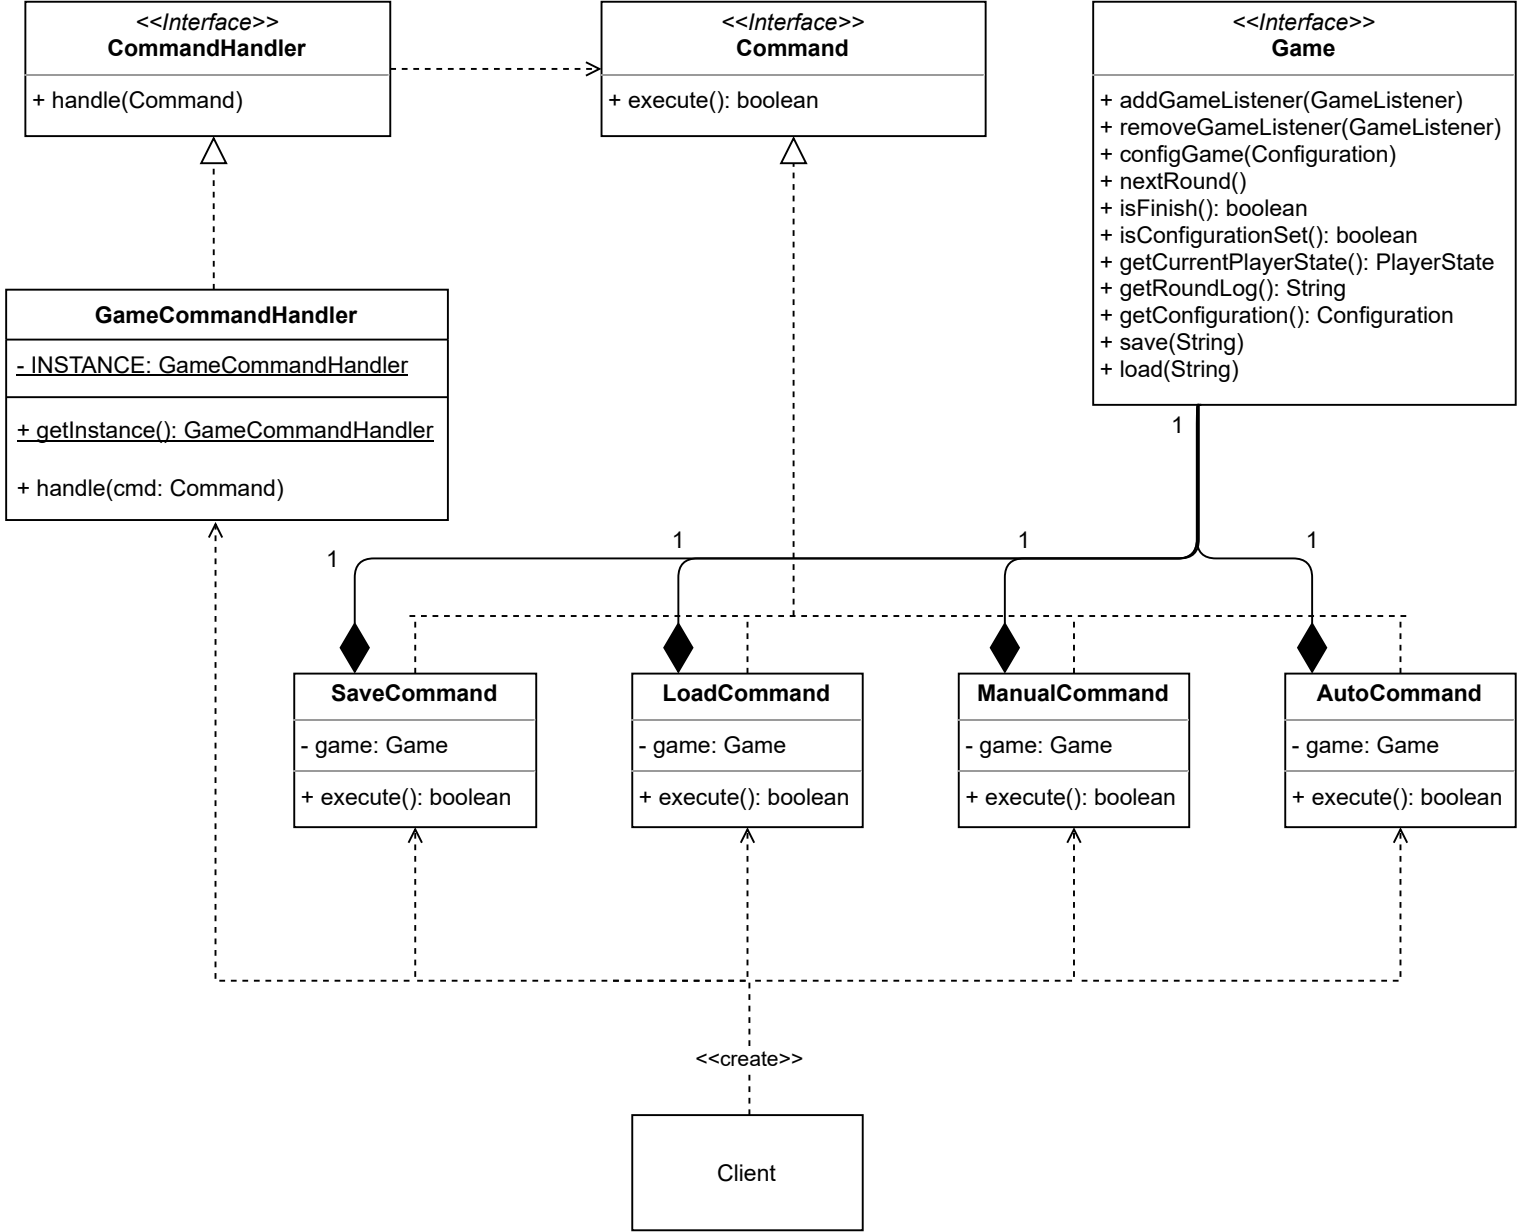 <<Interface>>
CommandHandler
+ handle(Command)
<<Interface>>
Command
+ execute(): boolean
<<Interface>>
Game
+ addGameListener(GameListener)
+ removeGameListener(GameListener)
+ configGame(Configuration)
+ nextRound()
+ isFinish(): boolean
+ isConfigurationSet(): boolean
+ getCurrentPlayerState(): PlayerState
+ getRoundLog(): String
+ getConfiguration(): Configuration
+ save(String)
+ load(String)
GameCommandHandler
- INSTANCE: GameCommandHandler
+ getInstance(): GameCommandHandler
+ handle(cmd: Command)
1
1
1
1
1
SaveCommand
- game: Game
+ execute(): boolean
LoadCommand
- game: Game
+ execute(): boolean
ManualCommand
- game: Game
+ execute(): boolean
AutoCommand
- game: Game
+ execute(): boolean
<<create>>
Client